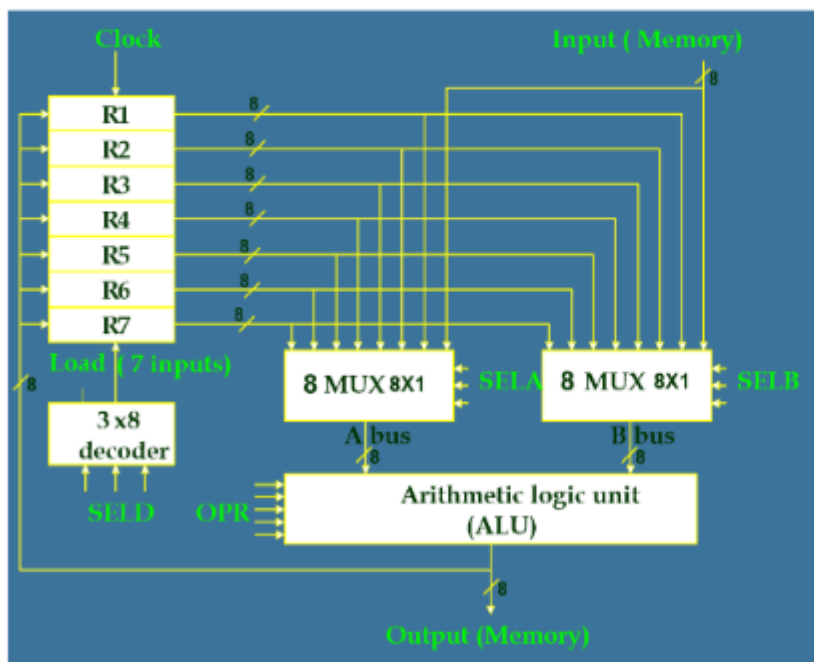 Clock
Input ( Memory)
8
R1
8
R2
8
R3
8
R4
8
R5
8
R6
8
R7
8
Load ( 7 inputs)
8
8 MUX 8X1
SELA
8 MUX 8X1
SELB
3 x8
decoder
A bus
8
B bus
8
SELD
OPR
Arithmetic logic unit
(ALU)
8
Output (Memory)